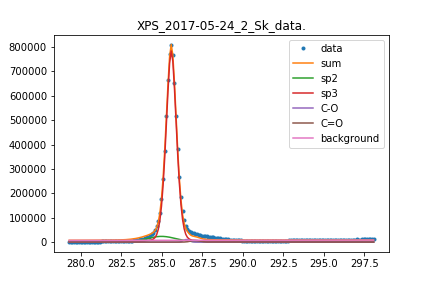 XPS_2017-05-24_2_Sk_data.
800000
700000
600000
500000
400000
300000
200000
100000
0
data
sum
sp2
sp3
C-O
C=O
background
280.0 282.5 285.0 287.5 290.0 292.5 295.0 297.5